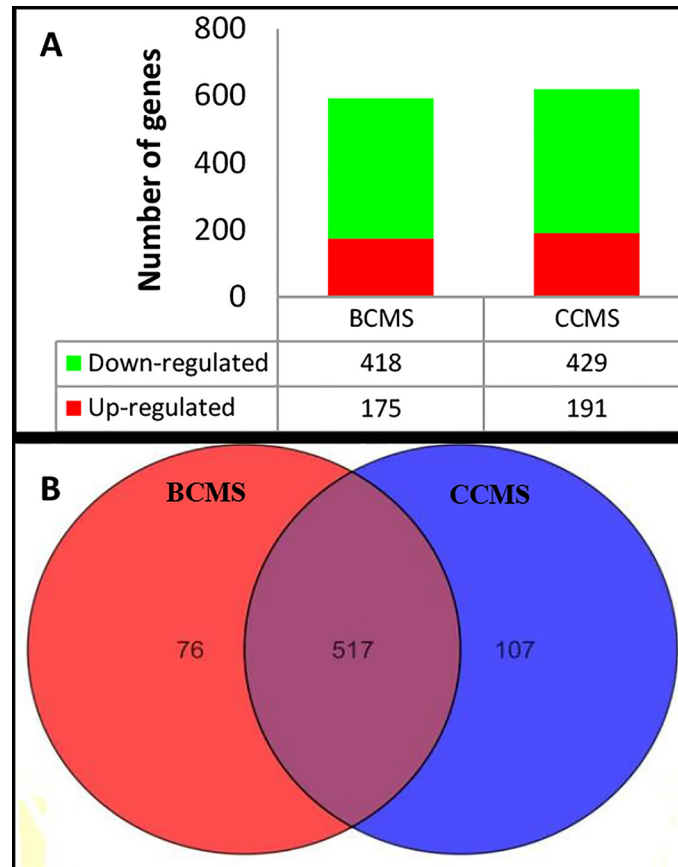 A
Number of genes
800
600
400
200
0
BCMS CCMS
Down-regulated 418 429
Up-regulated 175 191
B
BCMS CCMS
76 517 107